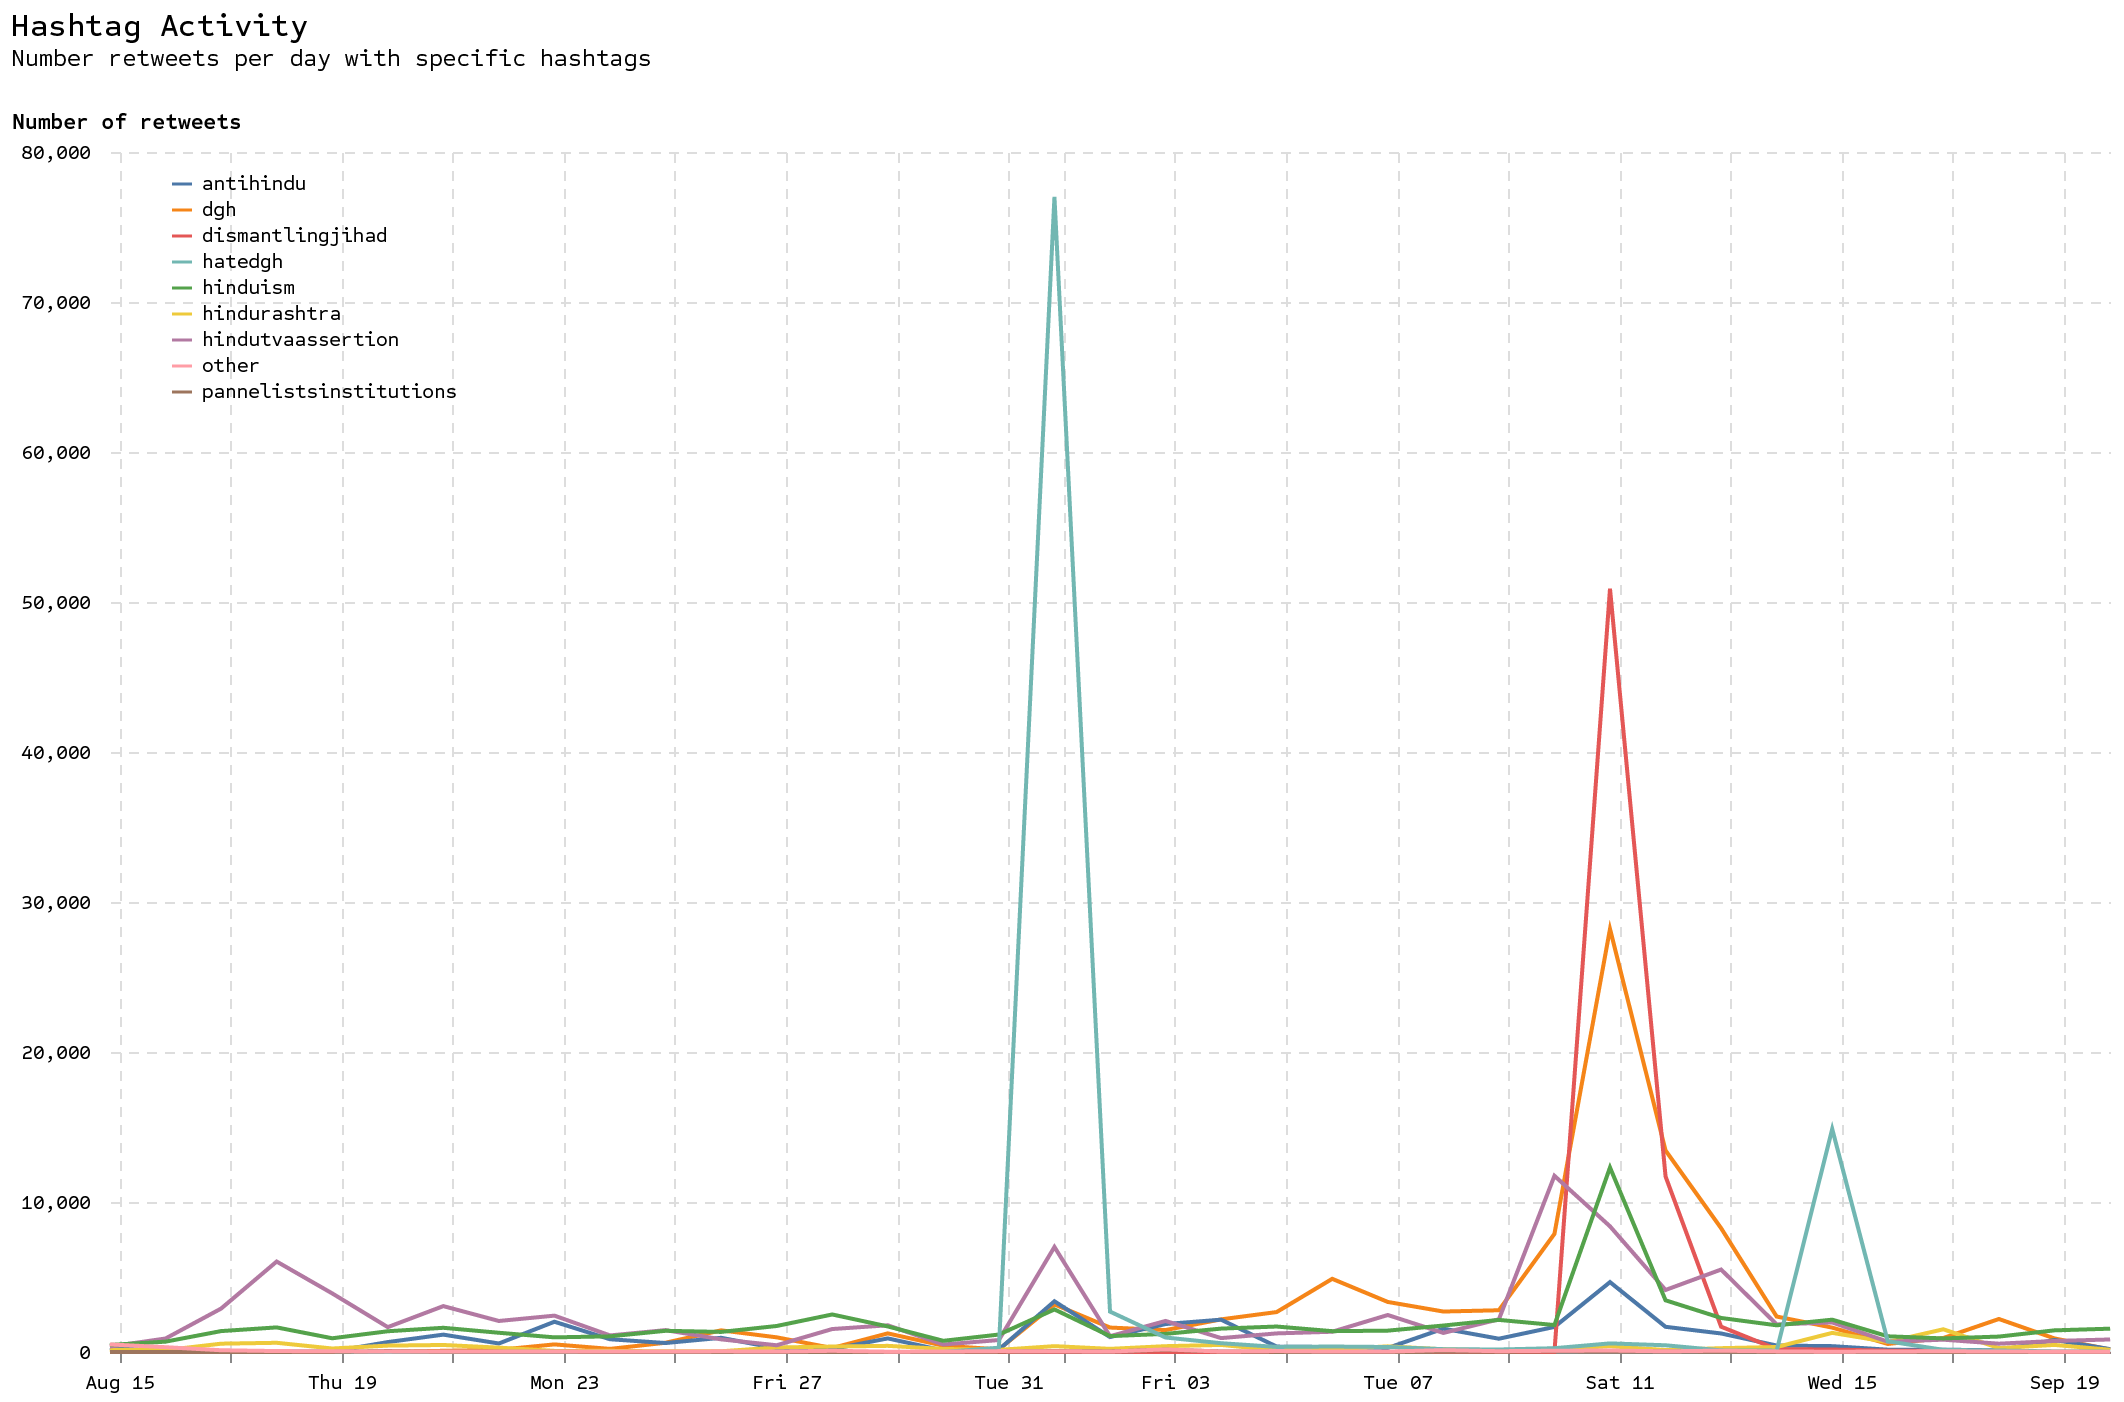 Hashtag Activity
Number retweets per day with specific hashtags
Number of retweets
80,000
70,000
60,000
50,000
40,000
30,000
20,000
10,000
0
antihindu
dgh
dismantlingjihad
hatedgh
hinduism
hindurashtra
hindutvaassertion
other
pannelistsinstitutions
Aug 15 Thu 19 Mon 23 Fri 27 Tue 31 Fri 03 Tue 07 Sat 11 Wed 15 Sep 19